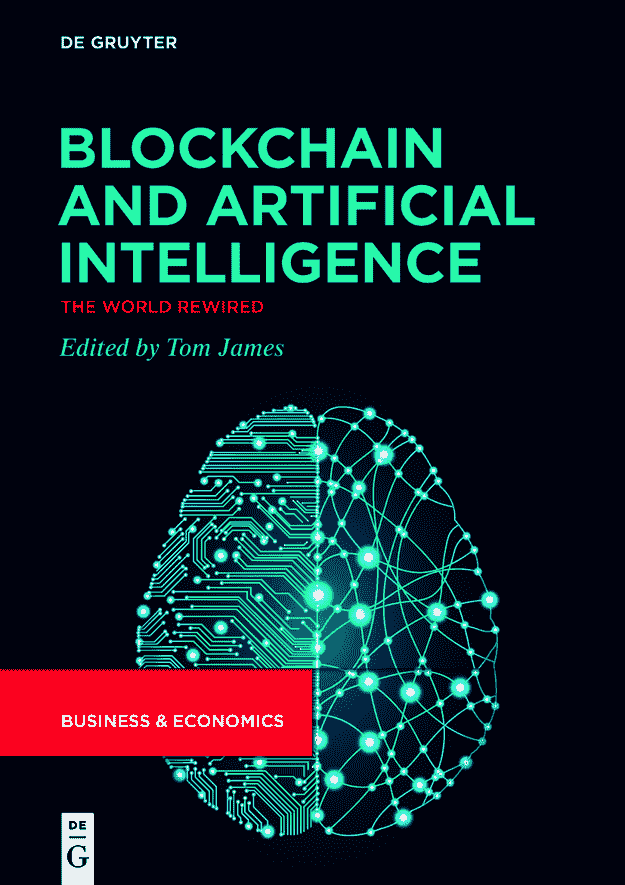 DE GRUYTER
BLOCKCHAIN
AND ARTIFICIAL
INTELLIGENCE
THE WORLD REWIRED
Edited by Tom James
BUSINESS & ECONOMICS
DE
G